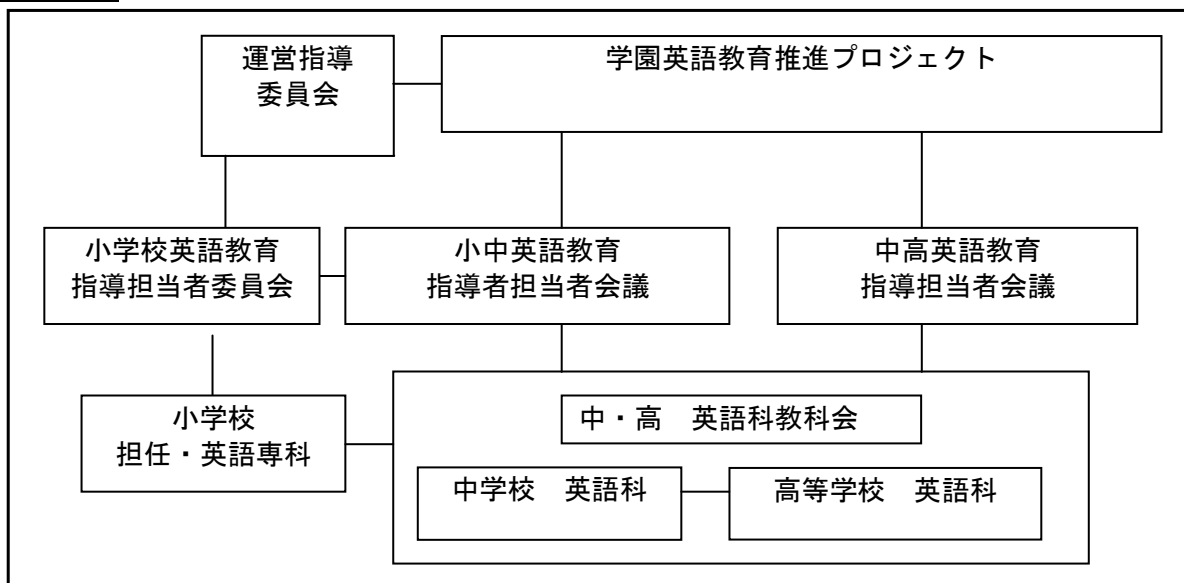 運営指導
委員会
学園英語教育推進プロジェクト
小学校英語教育
指導担当者委員会
小中英語教育
指導者担当者会議
中高英語教育
指導担当者会議
小学校
担任・英語専科
中・高　英語科教科会
中学校　英語科
高等学校　英語科